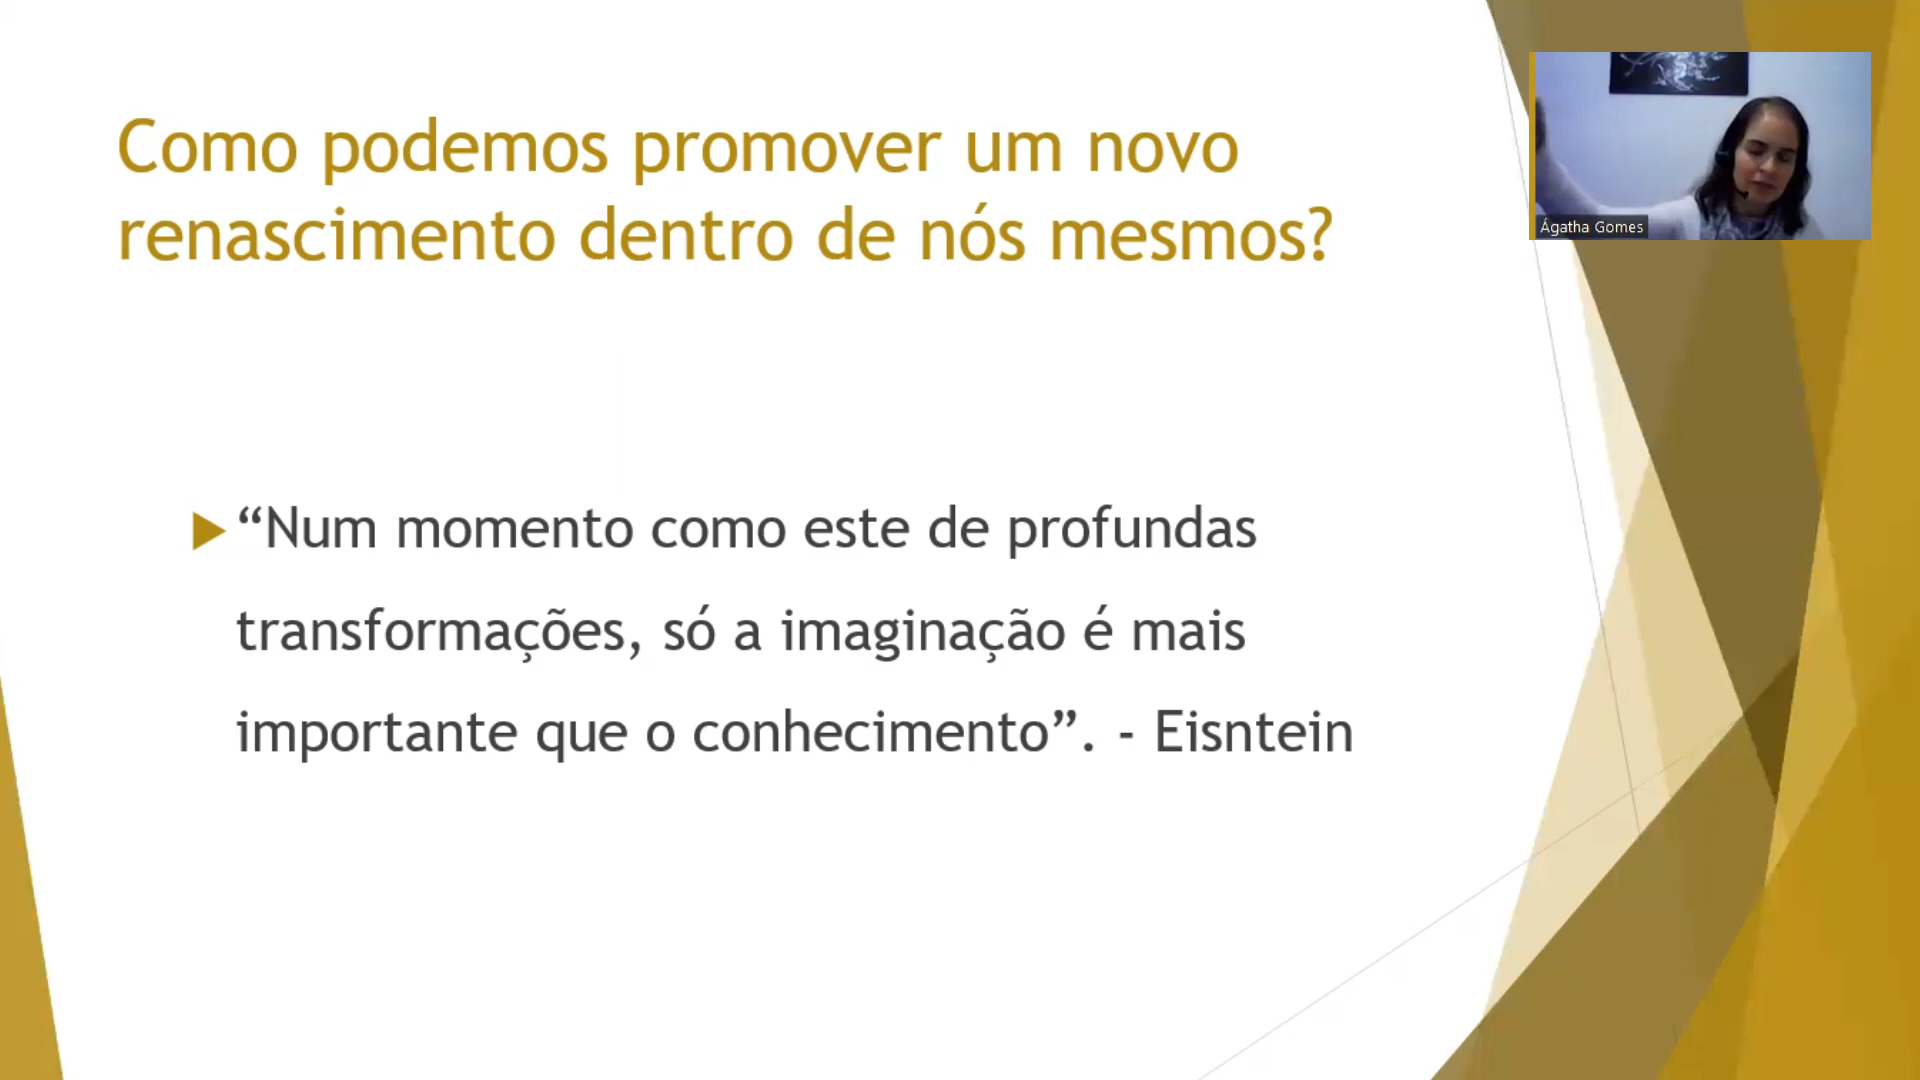 Como podemos promover um novo
renascimento dentro de nós mesmos?
Ágatha Gomes
“Num momento como este de profundas
transformações, só a imaginação é mais
importante que o conhecimento”. - Eisntein